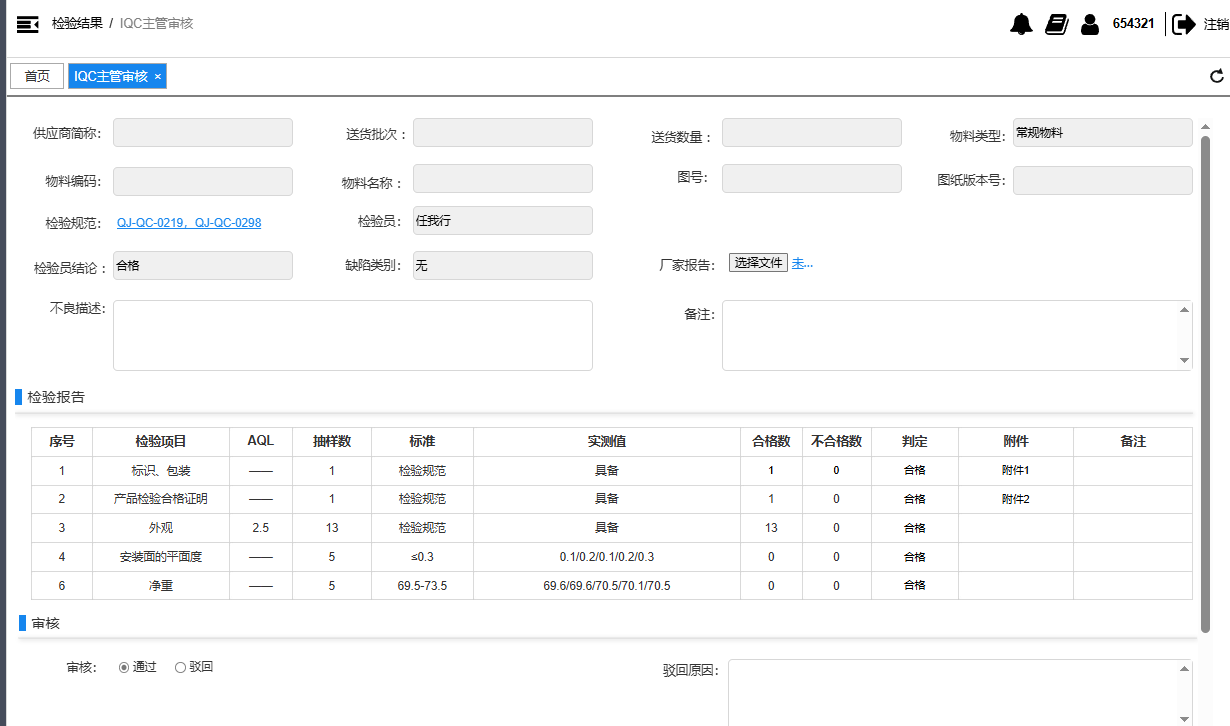 检验结果 / IQC主管审核 654321 注销
首页 IQC主管审核 ×
供应商简称: 送货批次： 送货数量： 物料类型: 常规物料
物料编码: 物料名称： 图号: 图纸版本号:
检验规范: QJ-QC-0219，QJ-QC-0298 检验员: 任我行
检验员结论： 合格 缺陷类别: 无 厂家报告: 选择文件 未...
不良描述: 备注:
检验报告
序号 检验项目 AQL 抽样数 标准 实测值 合格数 不合格数 判定 附件 备注
1 标识、包装 —— 1 检验规范 具备 1 0 合格 附件1
2 产品检验合格证明 —— 1 检验规范 具备 1 0 合格 附件2
3 外观 2.5 13 检验规范 具备 13 0 合格
4 安装面的平面度 —— 5 ≤0.3 0.1/0.2/0.1/0.2/0.3 0 0 合格
6 净重 —— 5 69.5-73.5 69.6/69.6/70.5/70.1/70.5 0 0 合格
审核
审核: 通过 驳回 驳回原因: